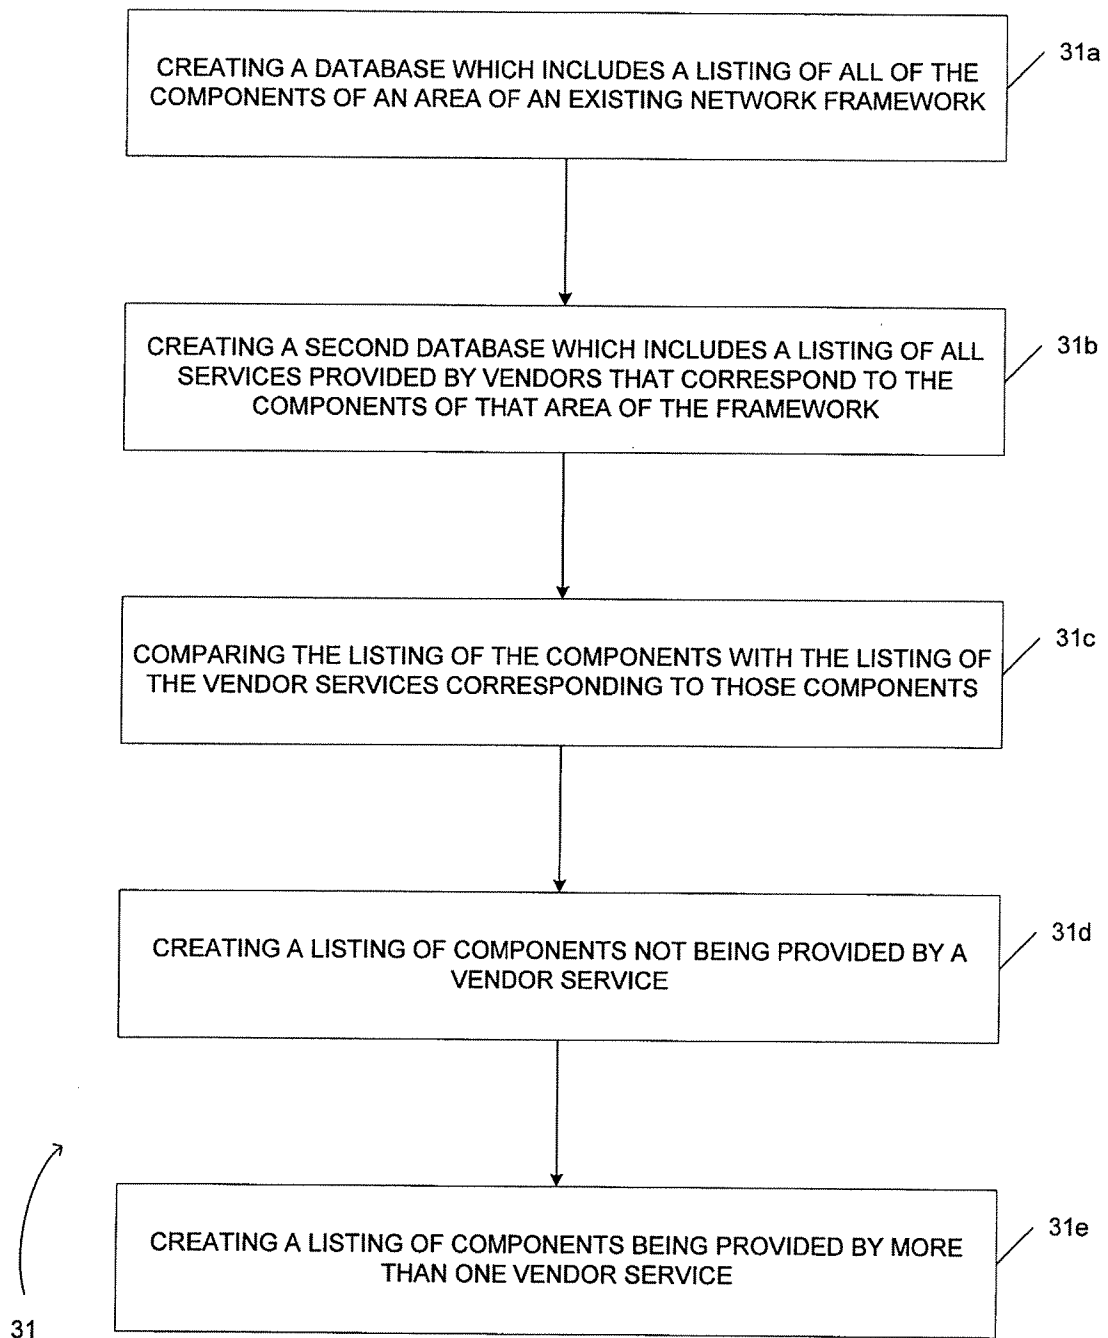 CREATING A DATABASE WHICH INCLUDES A LISTING OF ALL OF THE
COMPONENTS OF AN AREA OF AN EXISTING NETWORK FRAMEWORK
31a
CREATING A SECOND DATABASE WHICH INCLUDES A LISTING OF ALL
SERVICES PROVIDED BY VENDORS THAT CORRESPOND TO THE
COMPONENTS OF THAT AREA OF THE FRAMEWORK
31b
COMPARING THE LISTING OF THE COMPONENTS WITH THE LISTING OF
THE VENDOR SERVICES CORRESPONDING TO THOSE COMPONENTS
31c
CREATING A LISTING OF COMPONENTS NOT BEING PROVIDED BY A
VENDOR SERVICE
31d
CREATING A LISTING OF COMPONENTS BEING PROVIDED BY MORE
THAN ONE VENDOR SERVICE
31e
31